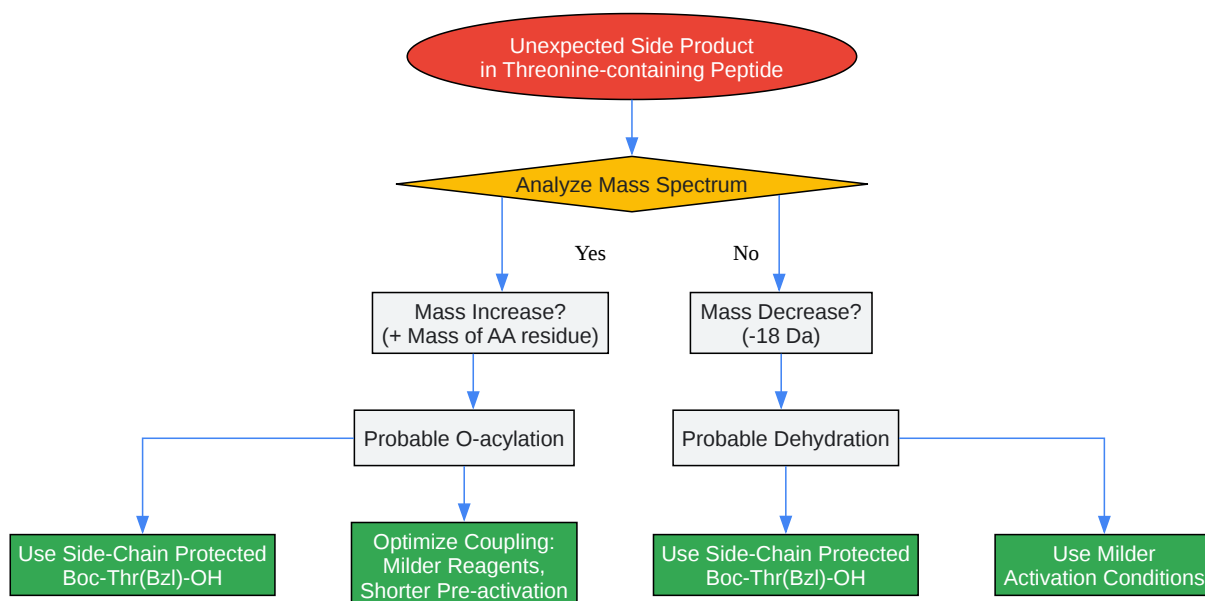 Unexpected Side Product
in Threonine-containing Peptide
Analyze Mass Spectrum
Yes
No
Mass Increase?
(+ Mass of AA residue)
Mass Decrease?
(-18 Da)
Probable O-acylation
Probable Dehydration
Use Side-Chain Protected
Boc-Thr(Bzl)-OH
Optimize Coupling:
Milder Reagents,
Shorter Pre-activation
Use Side-Chain Protected
Boc-Thr(Bzl)-OH
Use Milder
Activation Conditions